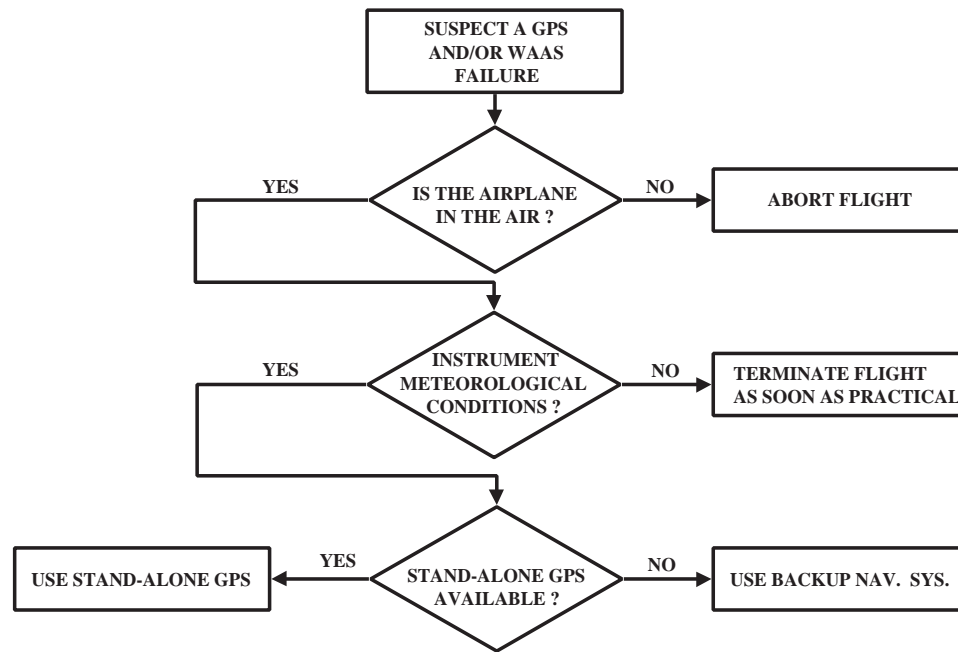 SUSPECT A GPS
AND/OR WAAS
FAILURE
YES
IS THE AIRPLANE
IN THE AIR ?
NO
ABORT FLIGHT
YES
INSTRUMENT
METEOROLOGICAL
CONDITIONS ?
NO
TERMINATE FLIGHT
AS SOON AS PRACTICAL
USE STAND-ALONE GPS
YES
STAND-ALONE GPS
AVAILABLE ?
NO
USE BACKUP NAV. SYS.